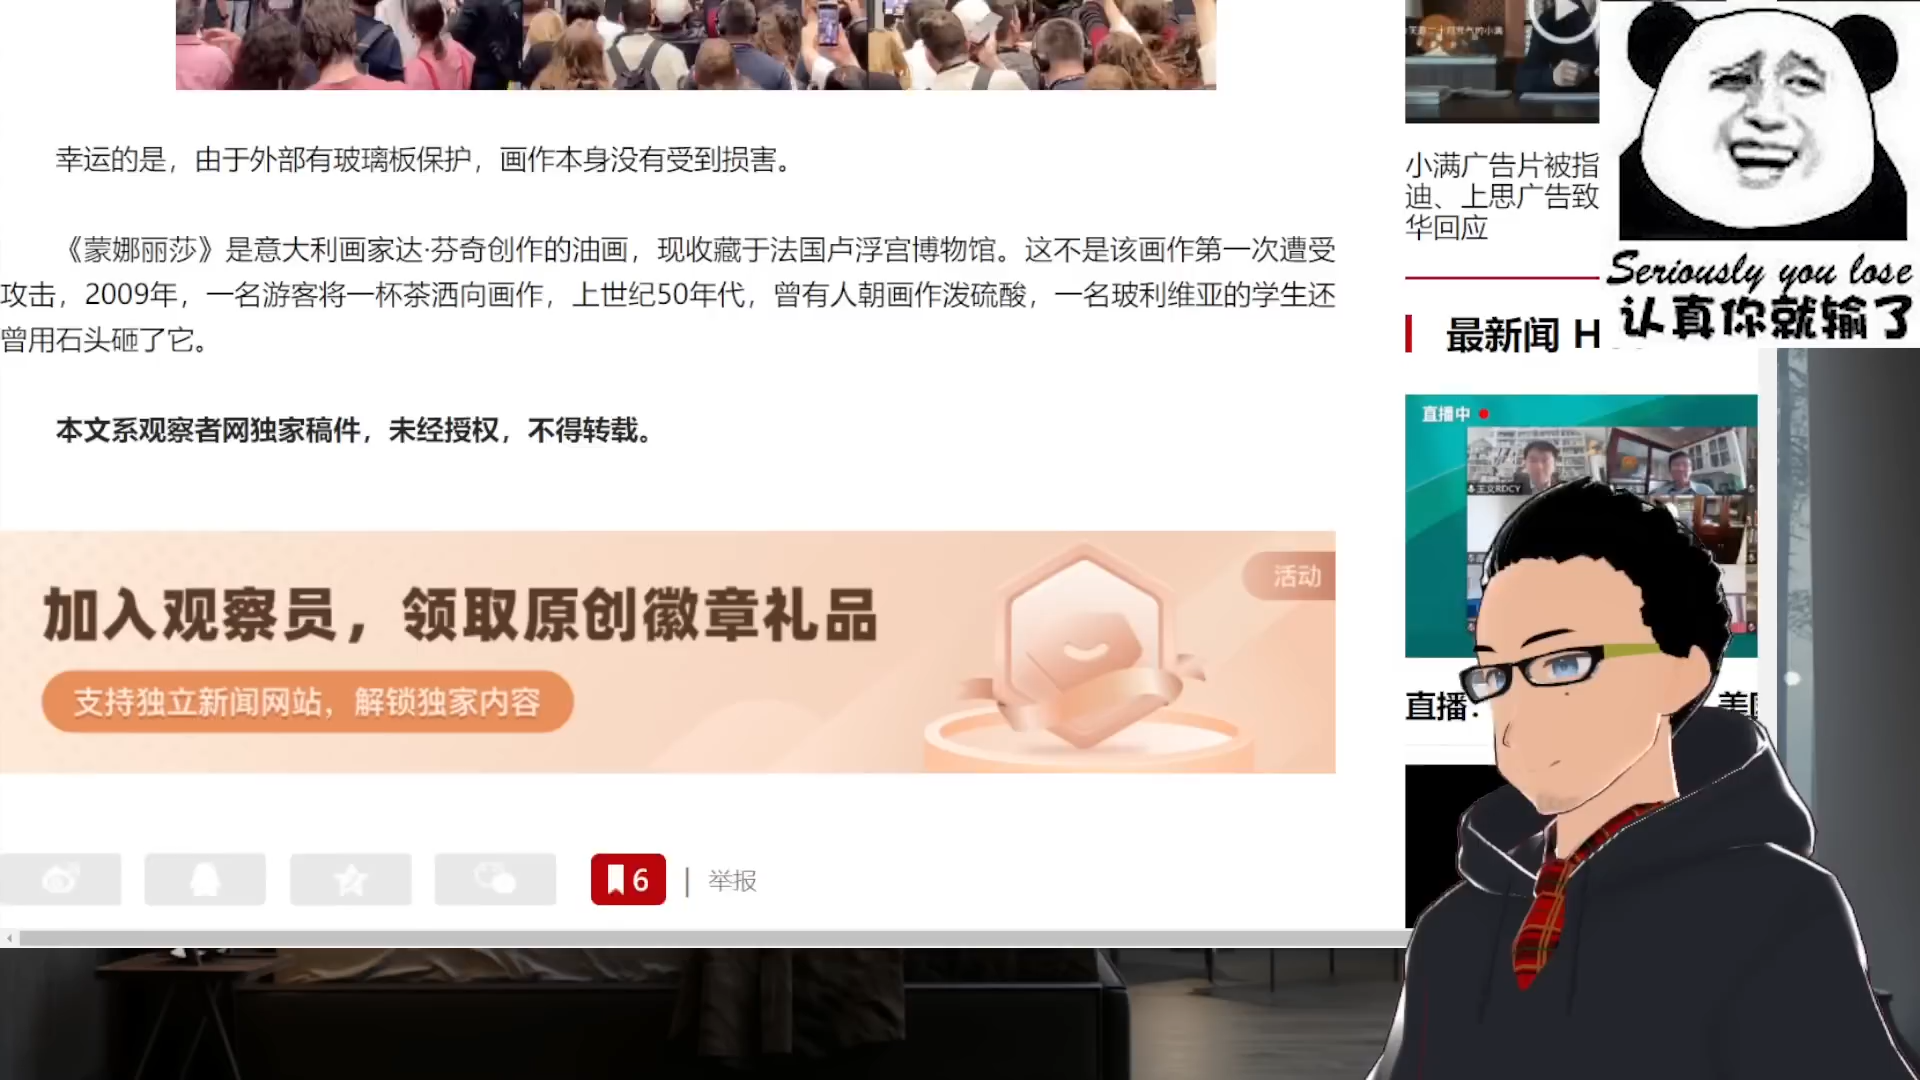 幸运的是，由于外部有玻璃板保护，画作本身没有受到损害。
《蒙娜丽莎》是意大利画家达·芬奇创作的油画，现收藏于法国卢浮宫博物馆。这不是该画作第一次遭受
攻击，2009年，一名游客将一杯茶洒向画作，上世纪50年代，曾有人朝画作泼硫酸，一名玻利维亚的学生还
曾用石头砸了它。
本文系观察者网独家稿件，未经授权，不得转载。
加入观察员，领取原创徽章礼品
活动
支持独立新闻网站，解锁独家内容
6
|
举报
小满广告片被指
迪、上思广告致
华回应
Seriously you lose
认真你就输了
最新闻 H
直播中
王文RDCY
直播：
美